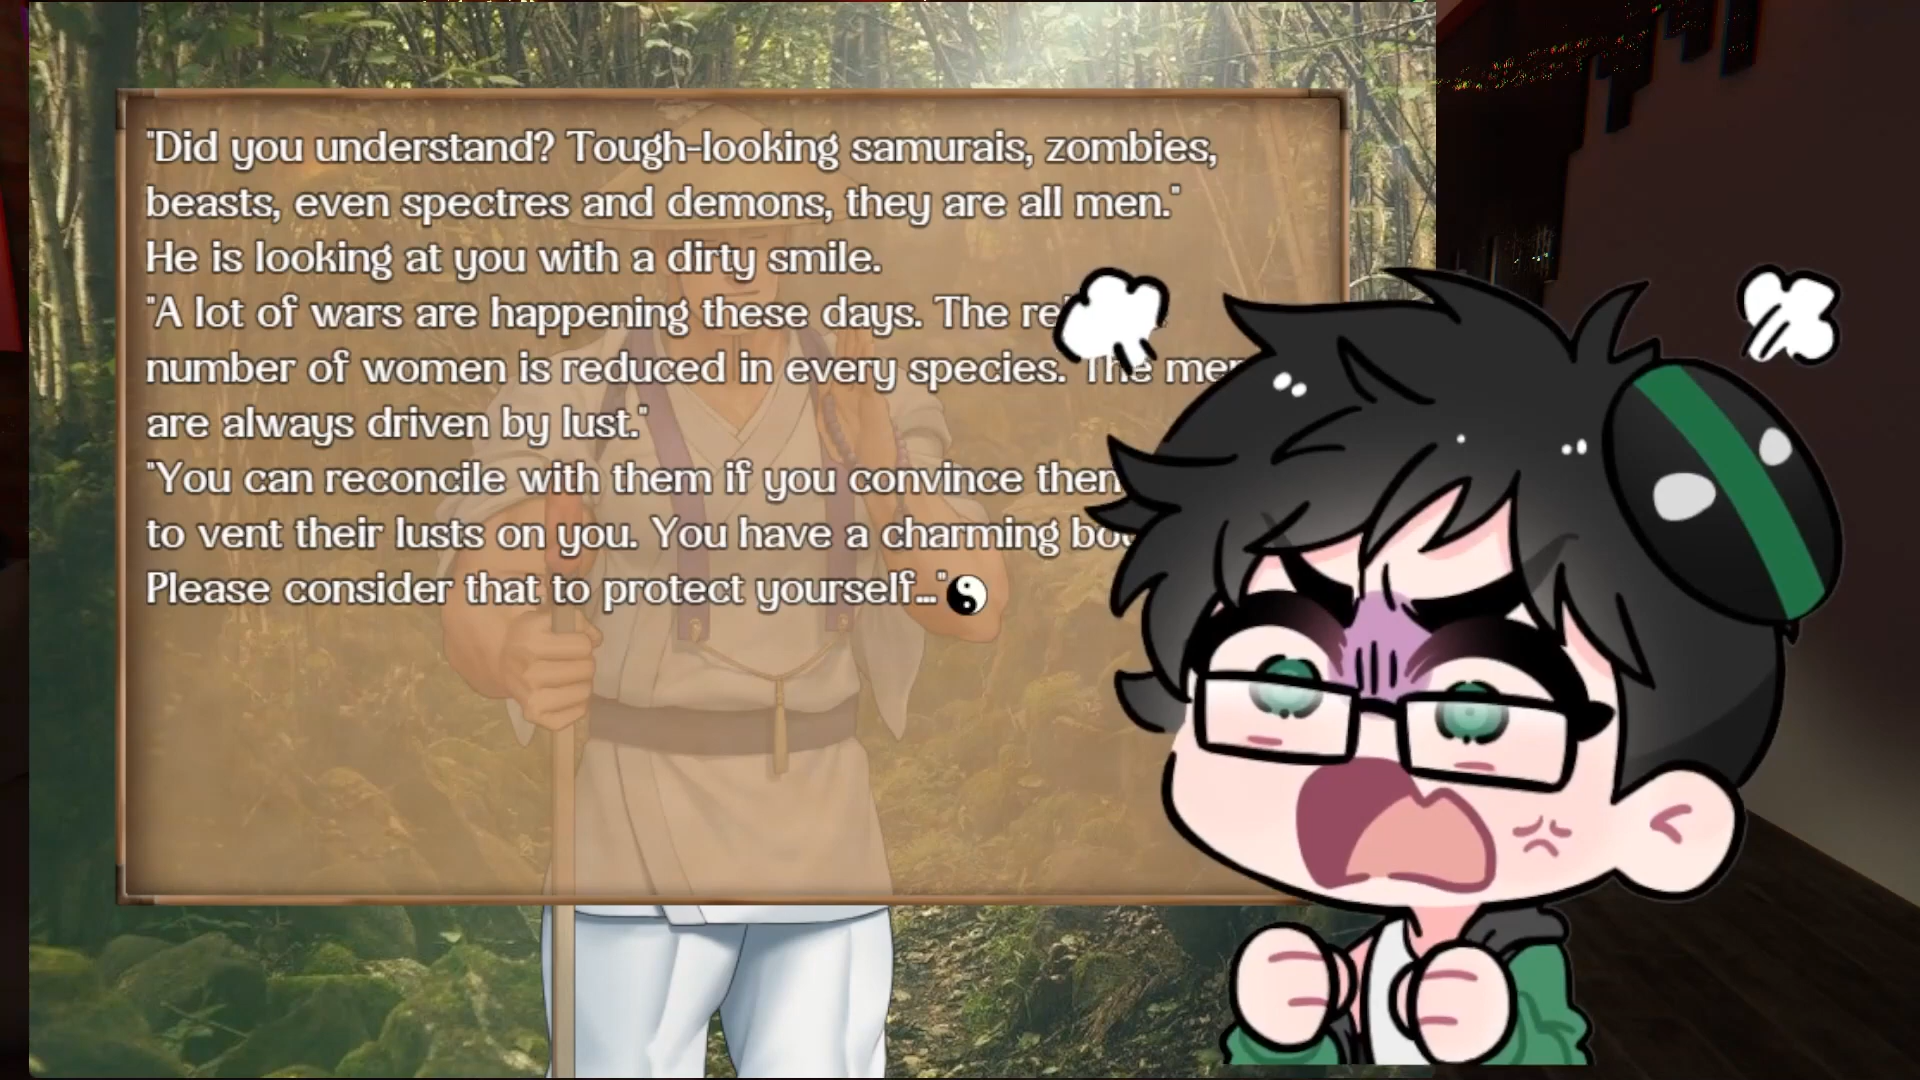 "Did you understand? Tough-looking samurais, zombies,
beasts, even spectres and demons, they are all men."
He is looking at you with a dirty smile.
"A lot of wars are happening these days. The
number of women is reduced in every species. The men
are always driven by lust."
"You can reconcile with them if you convince them
to vent their lusts on you. You have a charming
Please consider that to protect yourself..."